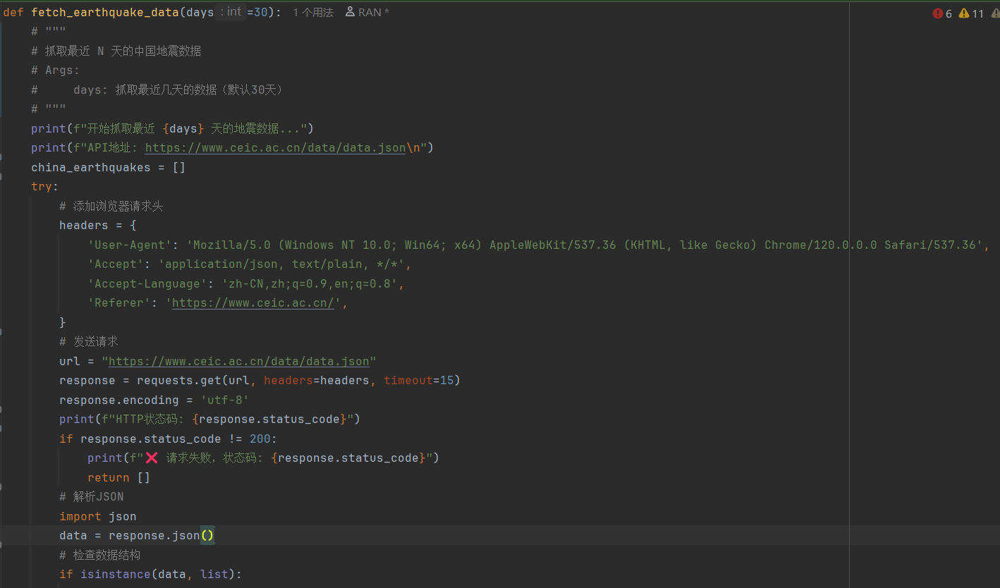 def fetch_earthquake_data(days : int =30): 1 个用法 RAN *
6 11
# """
# 抓取最近 N 天的中国地震数据
# Args:
#     days: 抓取最近几天的数据（默认30天）
# """
print(f"开始抓取最近 {days} 天的地震数据...")
print(f"API地址: https://www.ceic.ac.cn/data/data.json\n")
china_earthquakes = []
try:
# 添加浏览器请求头
headers = {
'User-Agent': 'Mozilla/5.0 (Windows NT 10.0; Win64; x64) AppleWebKit/537.36 (KHTML, like Gecko) Chrome/120.0.0.0 Safari/537.36',
'Accept': 'application/json, text/plain, */*',
'Accept-Language': 'zh-CN,zh;q=0.9,en;q=0.8',
'Referer': 'https://www.ceic.ac.cn/',
}
# 发送请求
url = "https://www.ceic.ac.cn/data/data.json"
response = requests.get(url, headers=headers, timeout=15)
response.encoding = 'utf-8'
print(f"HTTP状态码: {response.status_code}")
if response.status_code != 200:
print(f"❌ 请求失败，状态码: {response.status_code}")
return []
# 解析JSON
import json
data = response.json()
# 检查数据结构
if isinstance(data, list):